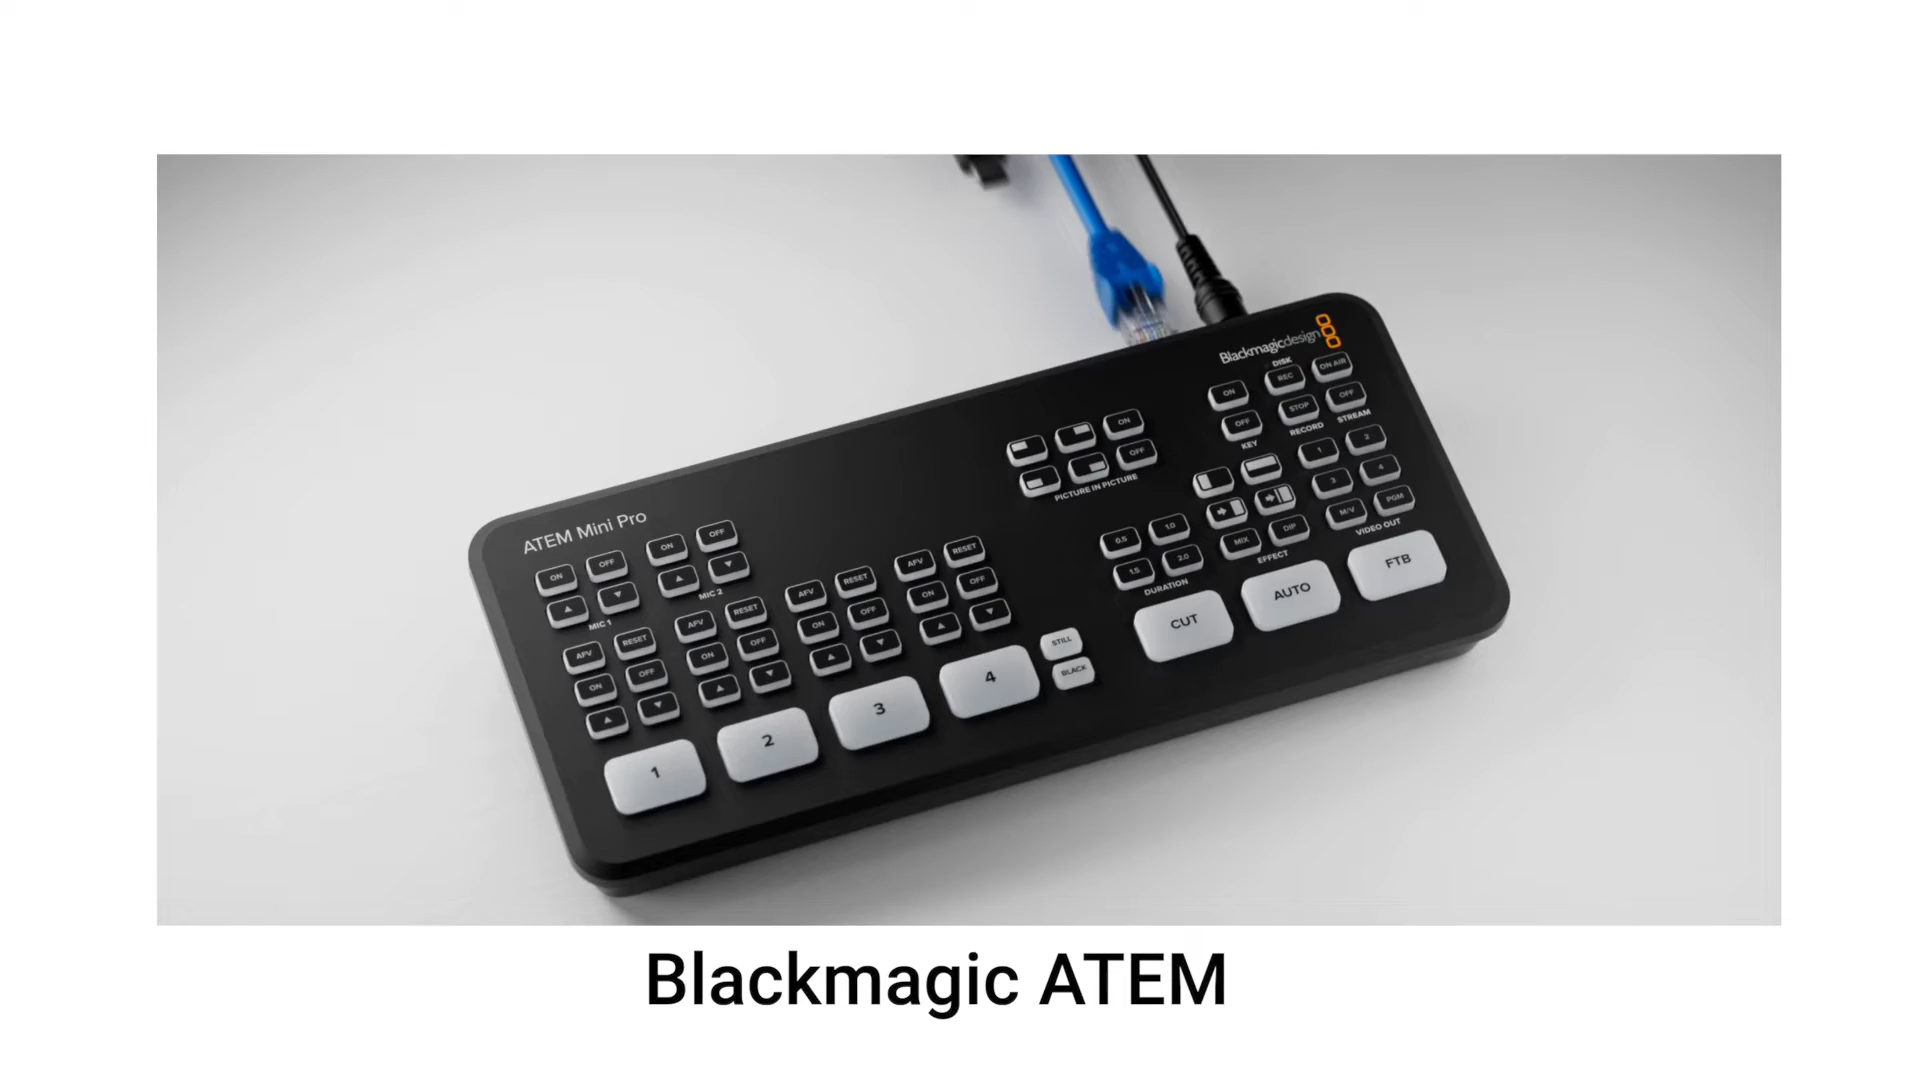 Blackmagicdesign
DISK
ON REC ON AIR
OFF STOP OFF
KEY RECORD STREAM
ON
OFF
PICTURE IN PICTURE
1 2
3 4
M/V PGM
VIDEO OUT
MIX DIP
EFFECT
0.5 1.0
1.5 2.0
DURATION
CUT AUTO FTB
ATEM Mini Pro
ON OFF ON OFF
MIC 1 MIC 2
AFV RESET AFV RESET AFV RESET AFV RESET
ON OFF ON OFF ON OFF ON OFF
1 2 3 4
STILL
BLACK
Blackmagic ATEM